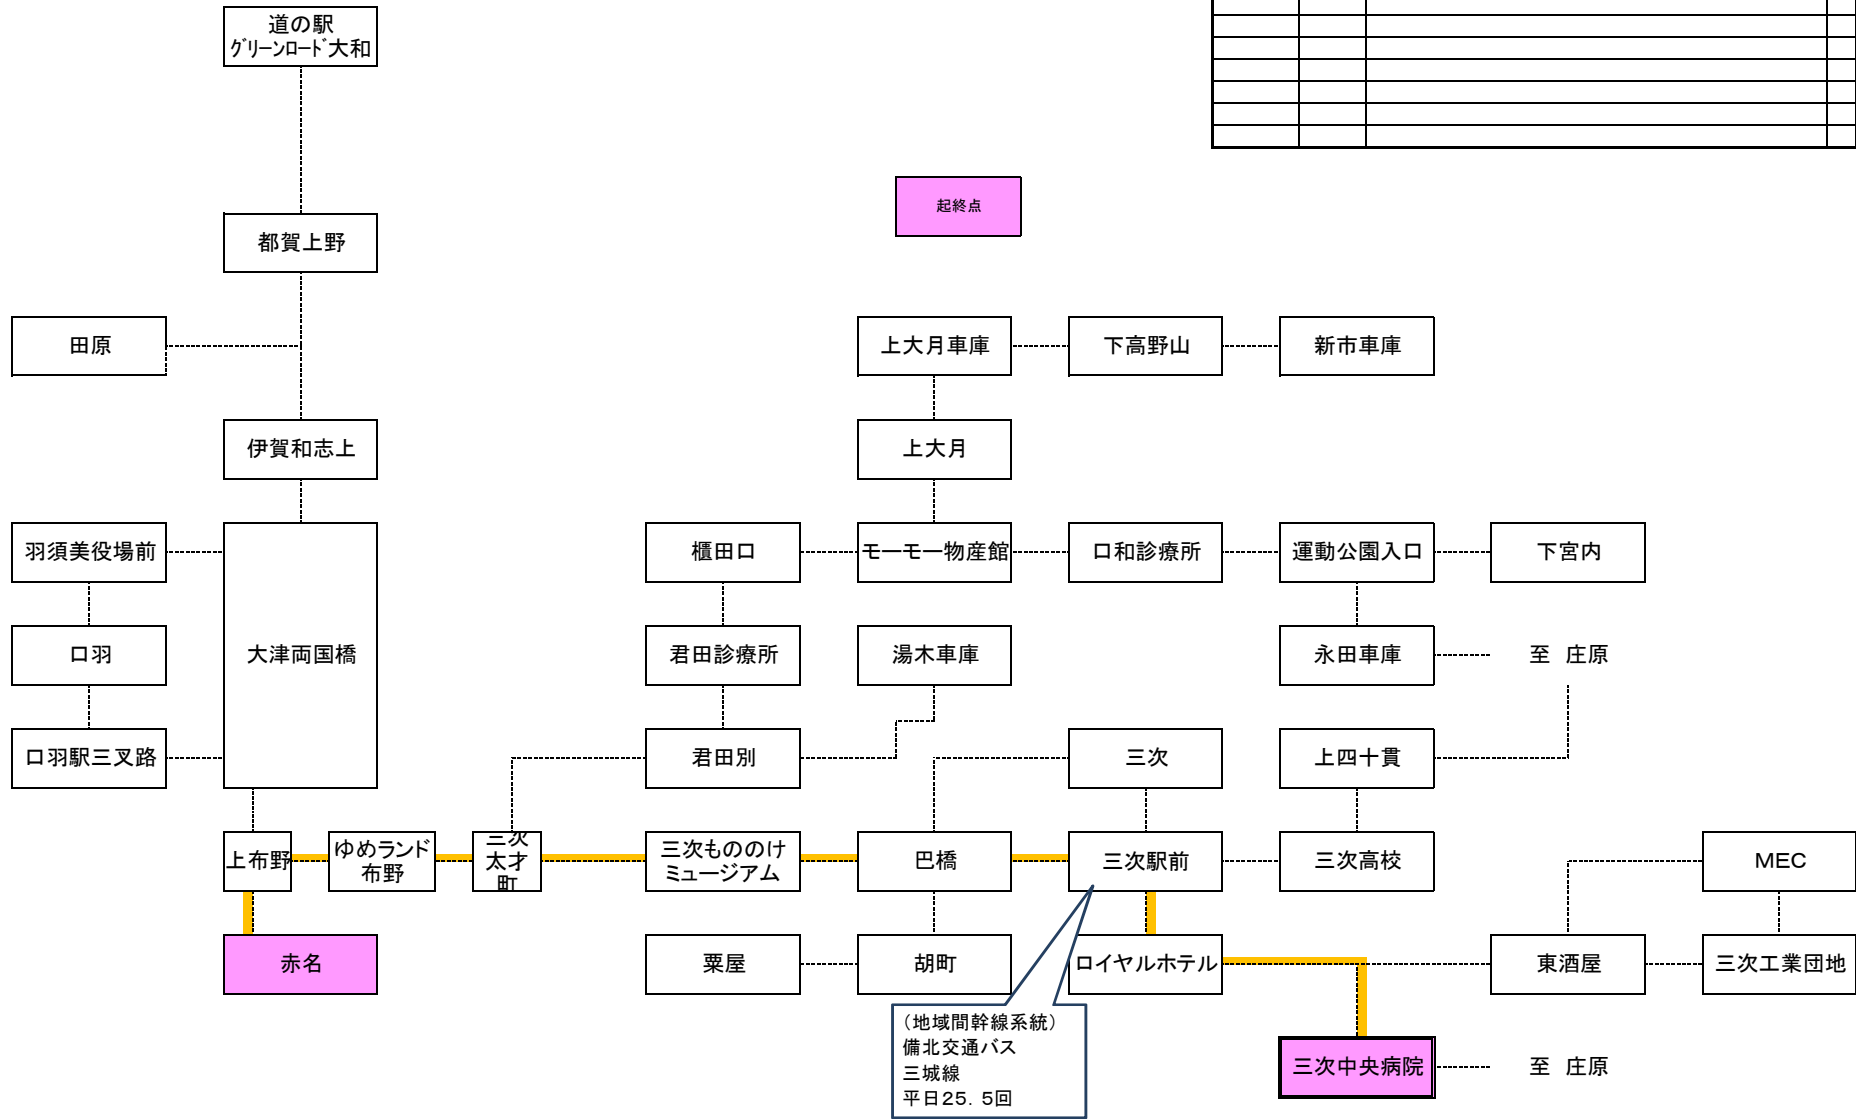 道の駅
グリーンロード大和
起終点
都賀上野
田原
上大月車庫
下高野山
新市車庫
伊賀和志上
上大月
羽須美役場前
大津両国橋
櫃田口
モーモー物産館
口和診療所
運動公園入口
下宮内
口羽
君田診療所
湯木車庫
永田車庫
至 庄原
口羽駅三叉路
君田別
三次
上四十貫
上布野
ゆめランド
布野
三次
太才
町
三次もののけ
ミュージアム
巴橋
三次駅前
三次高校
MEC
赤名
粟屋
胡町
ロイヤルホテル
東酒屋
三次工業団地
（地域間幹線系統）
備北交通バス
三城線
平日25．5回
三次中央病院
至 庄原